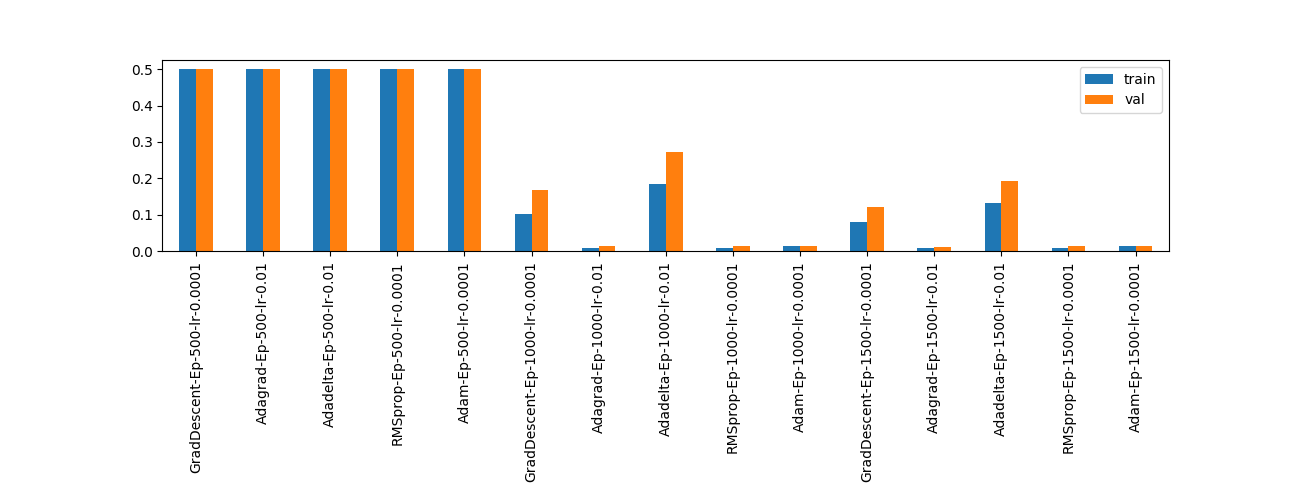 0.5
0.4
0.3
0.2
0.1
0.0
train
val
GradDescent-Ep-500-lr-0.0001
Adagrad-Ep-500-lr-0.01
Adadelta-Ep-500-lr-0.01
RMSprop-Ep-500-lr-0.0001
Adam-Ep-500-lr-0.0001
GradDescent-Ep-1000-lr-0.0001
Adagrad-Ep-1000-lr-0.01
Adadelta-Ep-1000-lr-0.01
RMSprop-Ep-1000-lr-0.0001
Adam-Ep-1000-lr-0.0001
GradDescent-Ep-1500-lr-0.0001
Adagrad-Ep-1500-lr-0.01
Adadelta-Ep-1500-lr-0.01
RMSprop-Ep-1500-lr-0.0001
Adam-Ep-1500-lr-0.0001